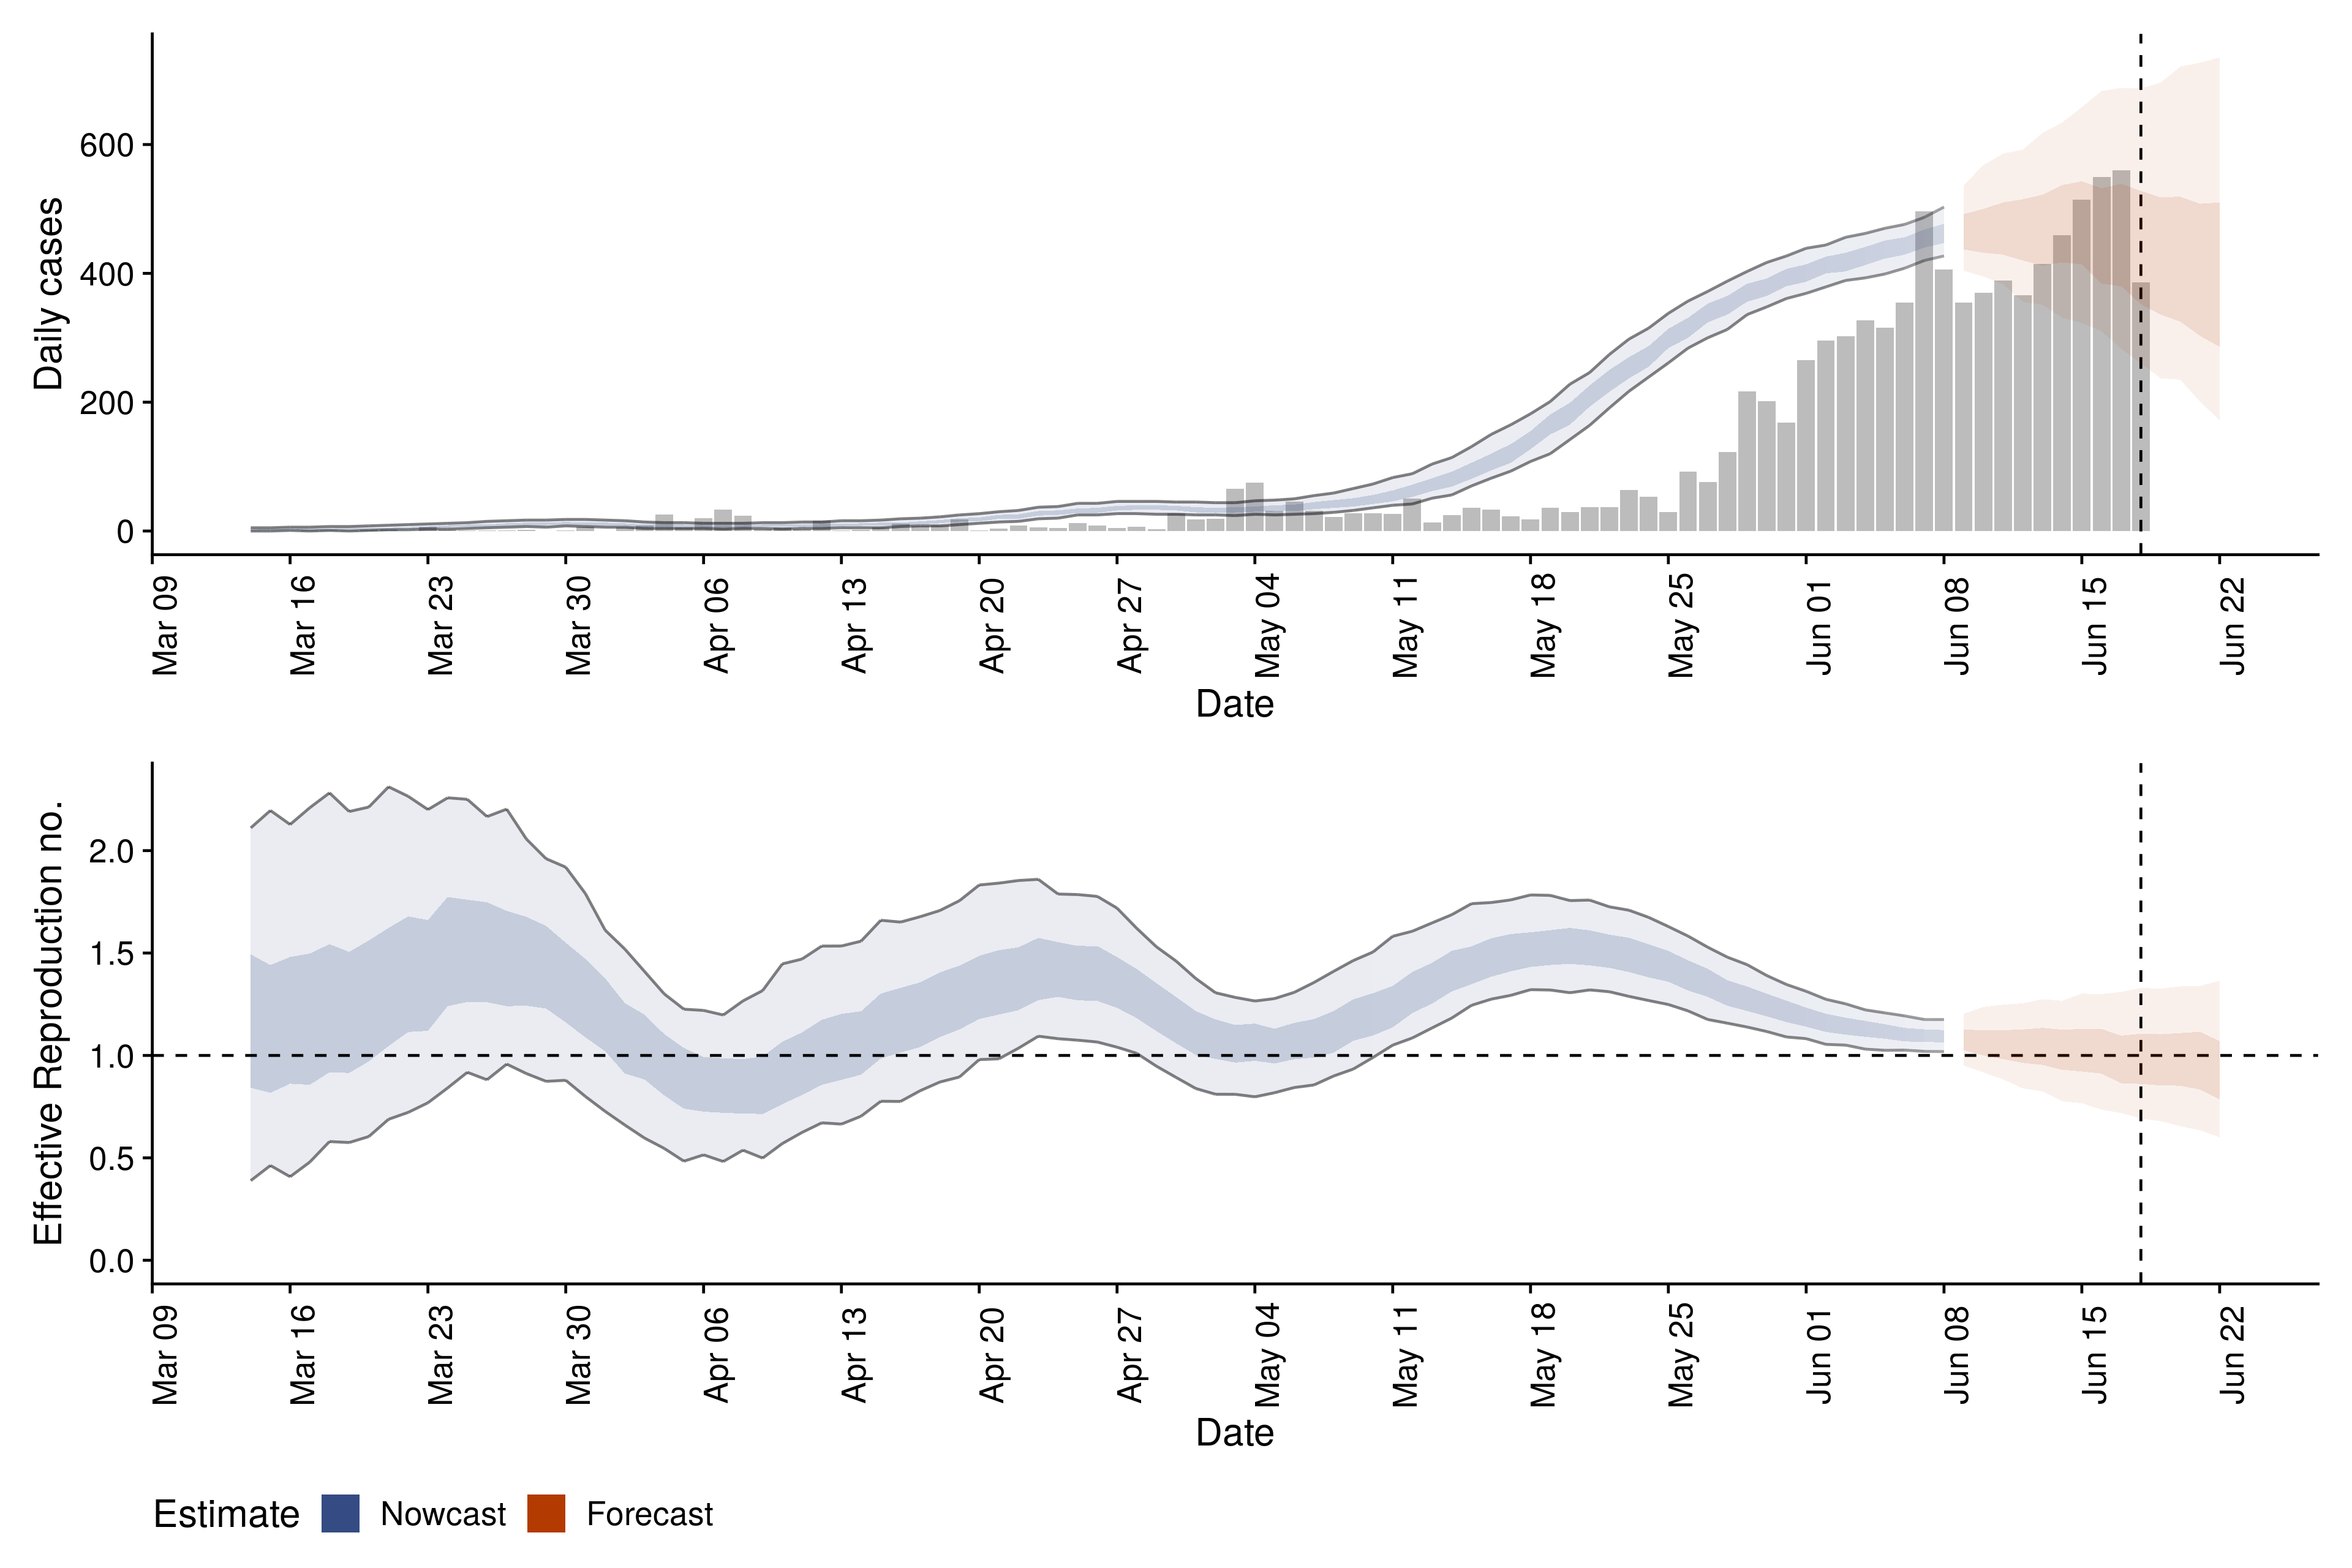 Daily cases
600
400
200
0
Mar 09
Mar 16
Mar 23
Mar 30
Apr 06
Apr 13
Apr 20
Apr 27
May 04
May 11
May 18
May 25
Jun 01
Jun 08
Jun 15
Jun 22
Date
Effective Reproduction no.
2.0
1.5
1.0
0.5
0.0
Mar 09
Mar 16
Mar 23
Mar 30
Apr 06
Apr 13
Apr 20
Apr 27
May 04
May 11
May 18
May 25
Jun 01
Jun 08
Jun 15
Jun 22
Date
Estimate Nowcast Forecast